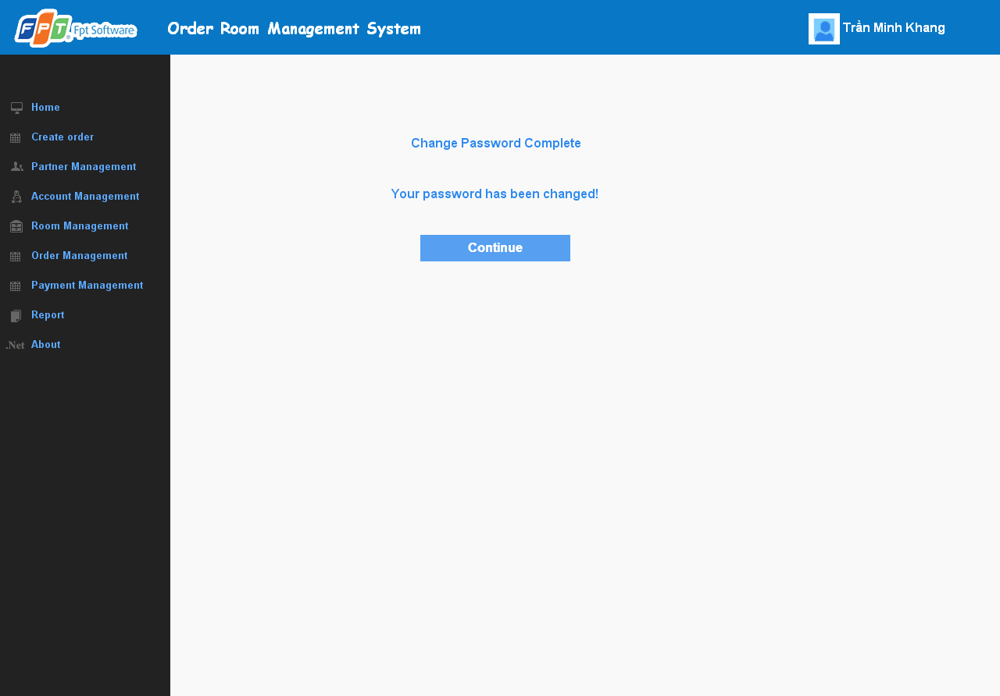 FPT® Fpt Software
Order Room Management System
Trần Minh Khang
Home
Create order
Partner Management
Account Management
Room Management
Order Management
Payment Management
Report
.Net About
Change Password Complete
Your password has been changed!
Continue